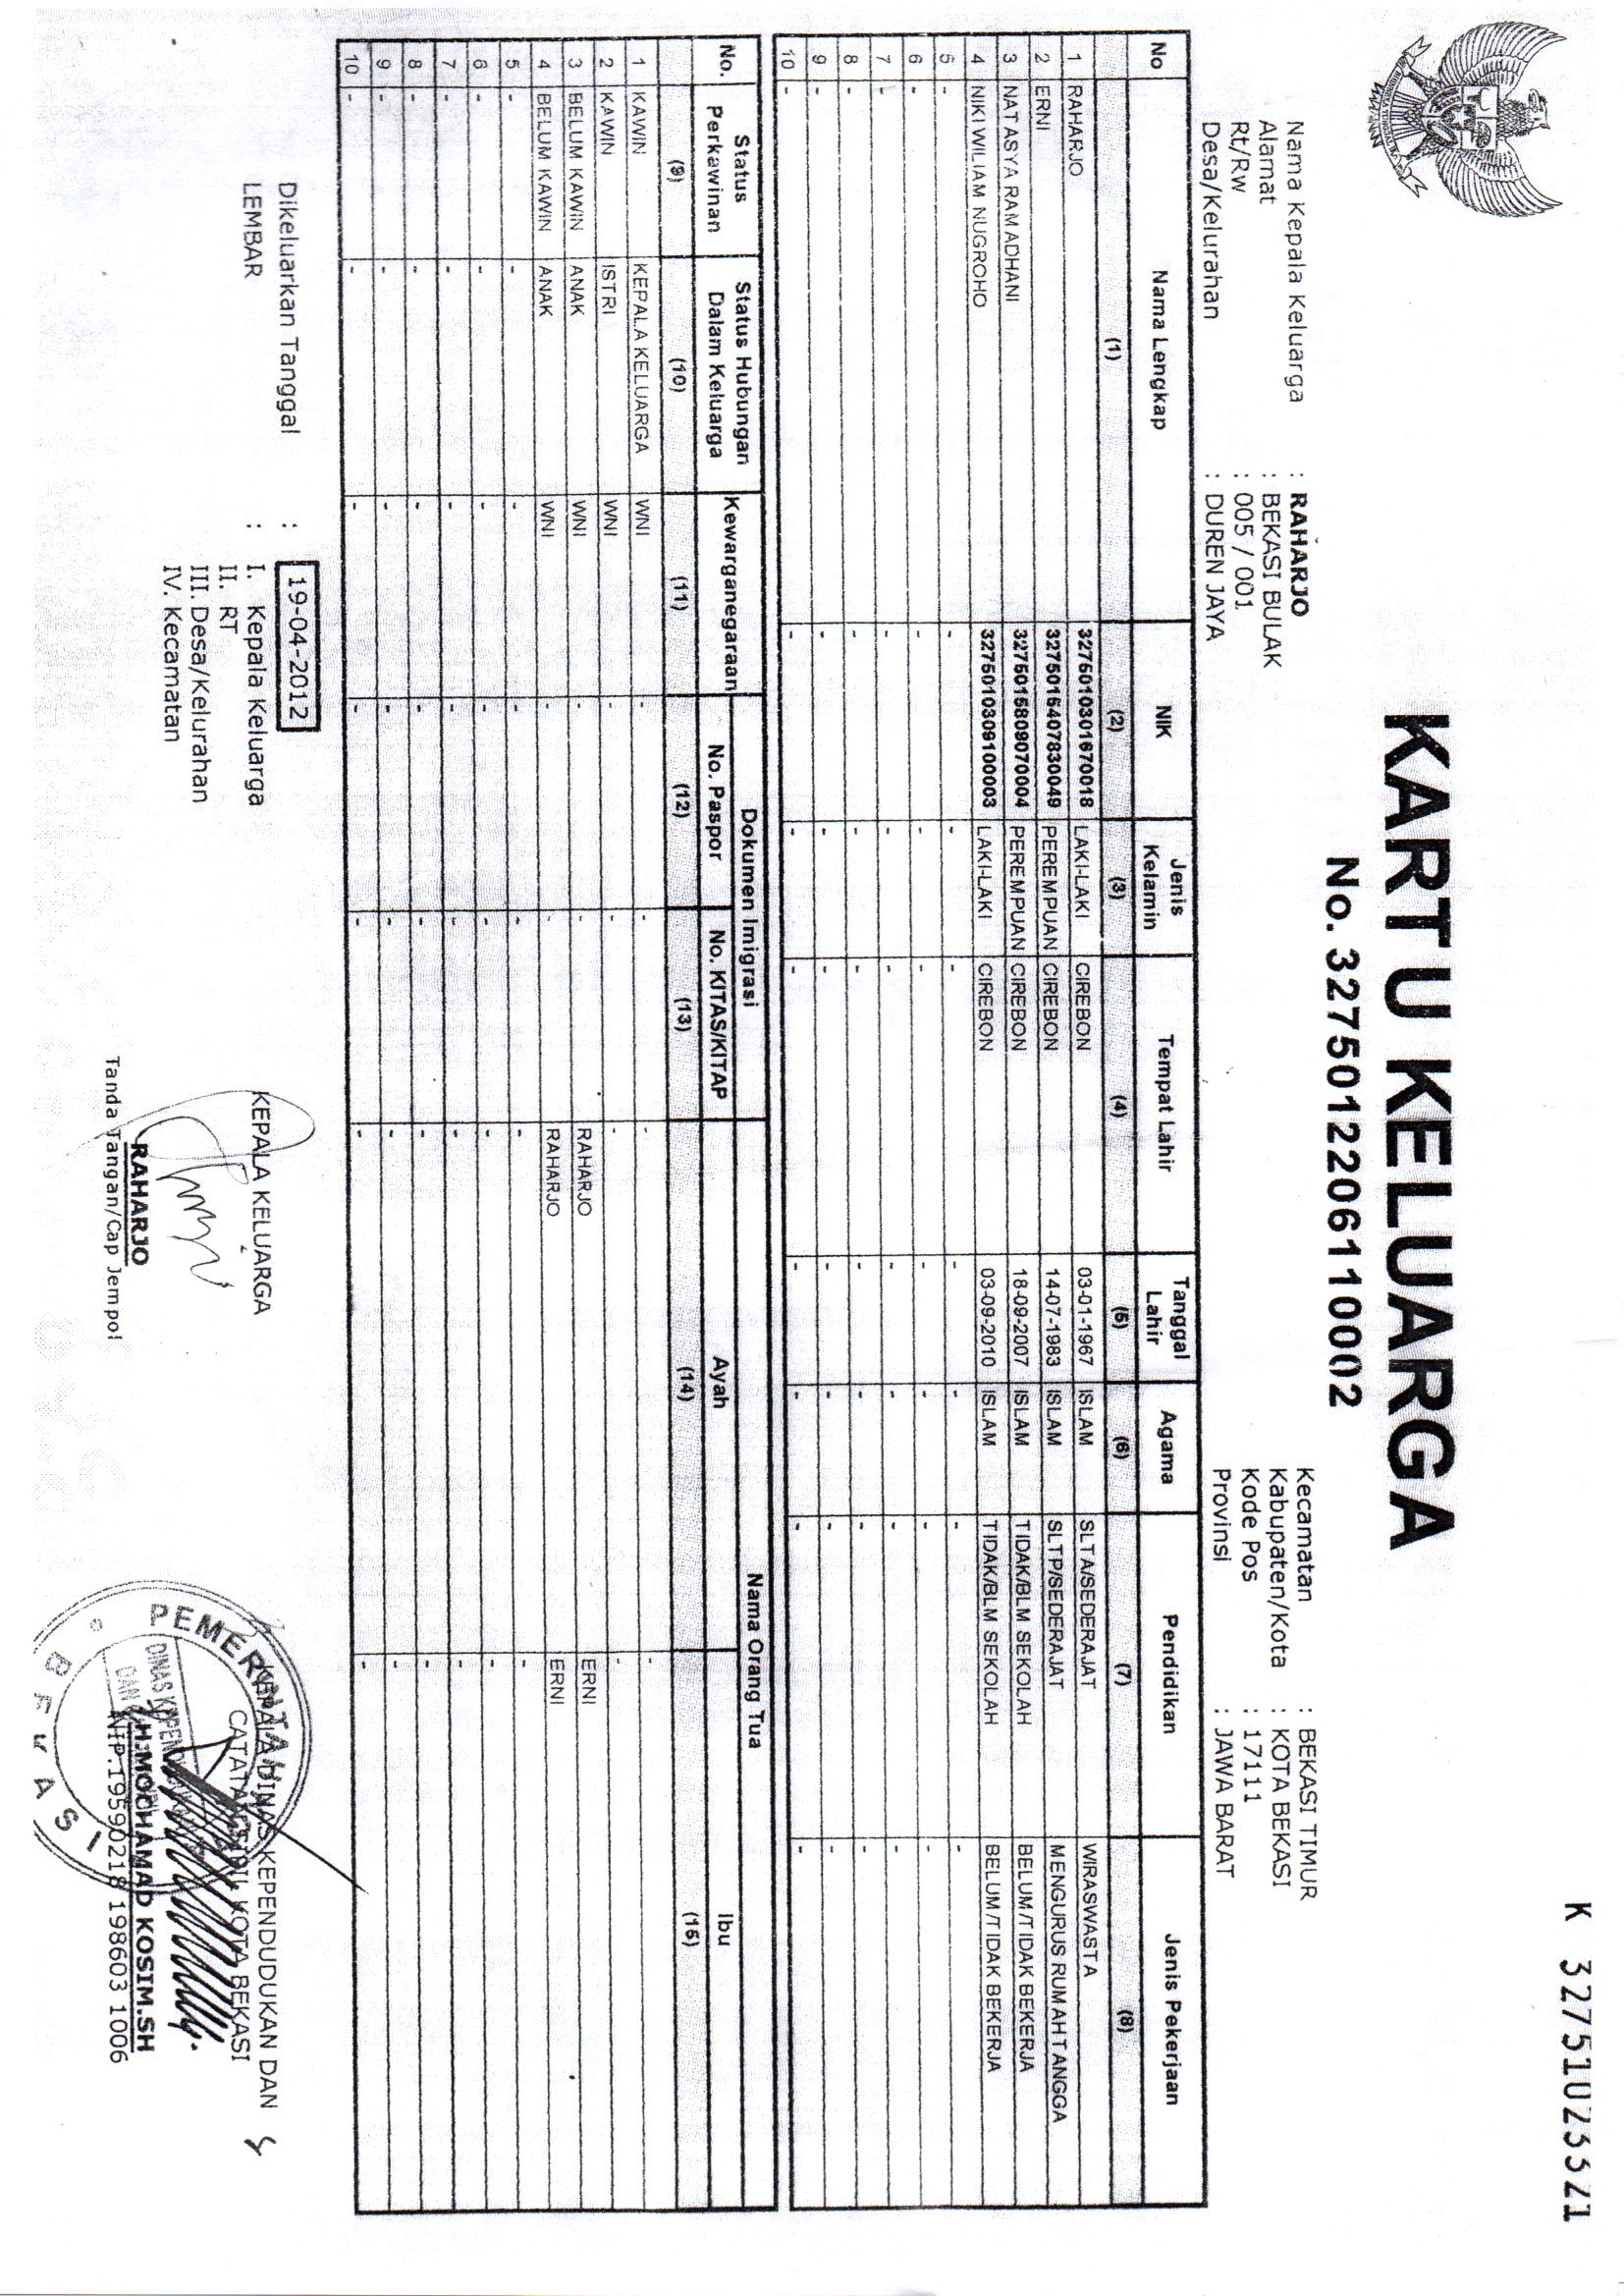 K 3275102332 1
KARTU KELUARGA
No. 3275012206110002
Nama Kepala Keluarga : RAHARJO
Alamat : BEKASI BULAK
Rt/Rw : 005 / 001
Desa/Kelurahan : DUREN JAYA
Kecamatan : BEKASI TIMUR
Kabupaten/Kota : KOTA BEKASI
Kode Pos : 17111
Provinsi : JAWA BARAT
No Nama Lengkap NIK Jenis Kelamin Tempat Lahir Tanggal Lahir Agama Pendidikan Jenis Pekerjaan
(1) (2) (3) (4) (5) (6) (7) (8)
1 RAHARJO 3275010301670018 LAKI-LAKI CIREBON 03-01-1967 ISLAM SLTA/SEDERAJAT WIRASWASTA
2 ERNI 3275015407830049 PEREMPUAN CIREBON 14-07-1983 ISLAM SLTP/SEDERAJAT MENGURUS RUMAH TANGGA
3 NATASYA RAMADHANI 3275015809070004 PEREMPUAN CIREBON 18-09-2007 ISLAM TIDAK/BLM SEKOLAH BELUM/TIDAK BEKERJA
4 NIKI WILIAM NUGROHO 3275010309100003 LAKI-LAKI CIREBON 03-09-2010 ISLAM TIDAK/BLM SEKOLAH BELUM/TIDAK BEKERJA
5 - - - - - - - -
6 - - - - - - - -
7 - - - - - - - -
8 - - - - - - - -
9 - - - - - - - -
10 - - - - - - - -
No. Status Perkawinan Status Hubungan Dalam Keluarga Kewarganegaraan Dokumen Imigrasi Nama Orang Tua
No. Paspor No. KITAS/KITAP Ayah Ibu
(9) (10) (11) (12) (13) (14) (15)
1 KAWIN KEPALA KELUARGA WNI - - - -
2 KAWIN ISTRI WNI - - - -
3 BELUM KAWIN ANAK WNI - - RAHARJO ERNI
4 BELUM KAWIN ANAK WNI - - RAHARJO ERNI
5 - - - - - - -
6 - - - - - - -
7 - - - - - - -
8 - - - - - - -
9 - - - - - - -
10 - - - - - - -
Dikeluarkan Tanggal : 19-04-2012
LEMBAR : I. Kepala Keluarga
II. RT
III. Desa/Kelurahan
IV. Kecamatan
KEPALA KELUARGA
RAHARJO
Tanda Tangan/Cap Jempol
KEPALA DINAS KEPENDUDUKAN DAN
CATATAN SIPIL KOTA BEKASI
H.MOCHAMAD KOSIM.SH
NIP.19590218 198603 1006
PEMERINTAH
BEKASI